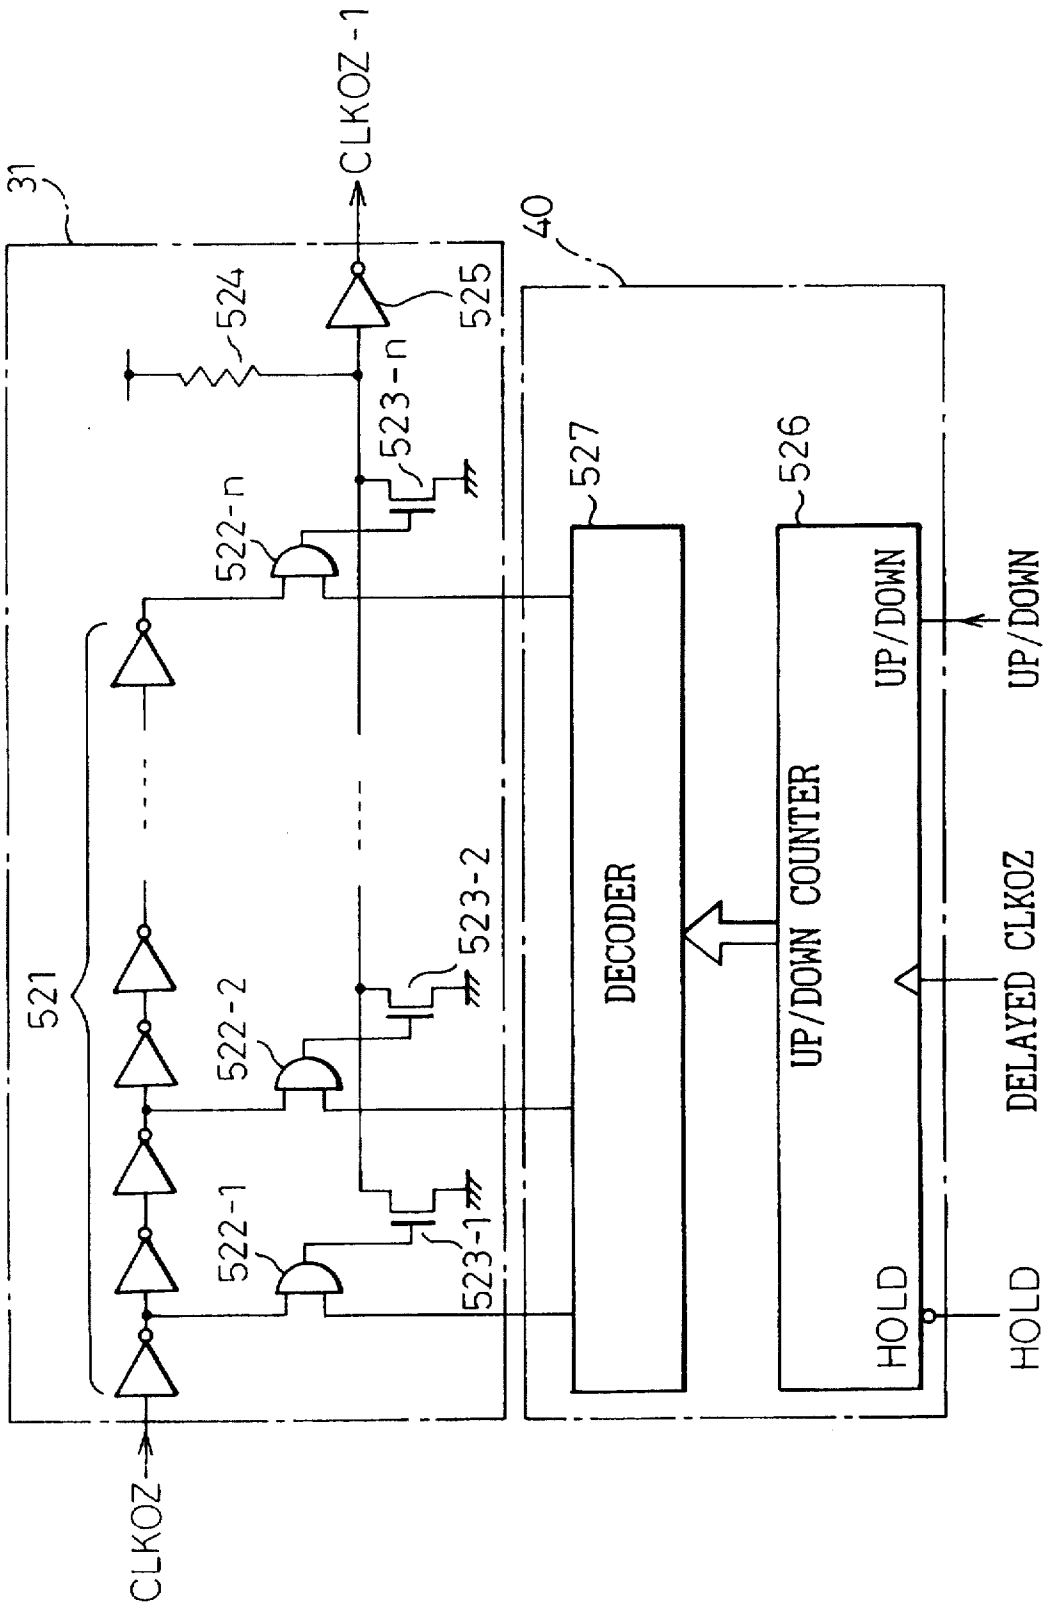 31
CLKOZ-1
524
525
521
522-1
522-2
522-n
523-1
523-2
523-n
CLKOZ
40
527
DECODER
526
UP/DOWN COUNTER
HOLD
UP/DOWN
HOLD
DELAYED CLKOZ
UP/DOWN